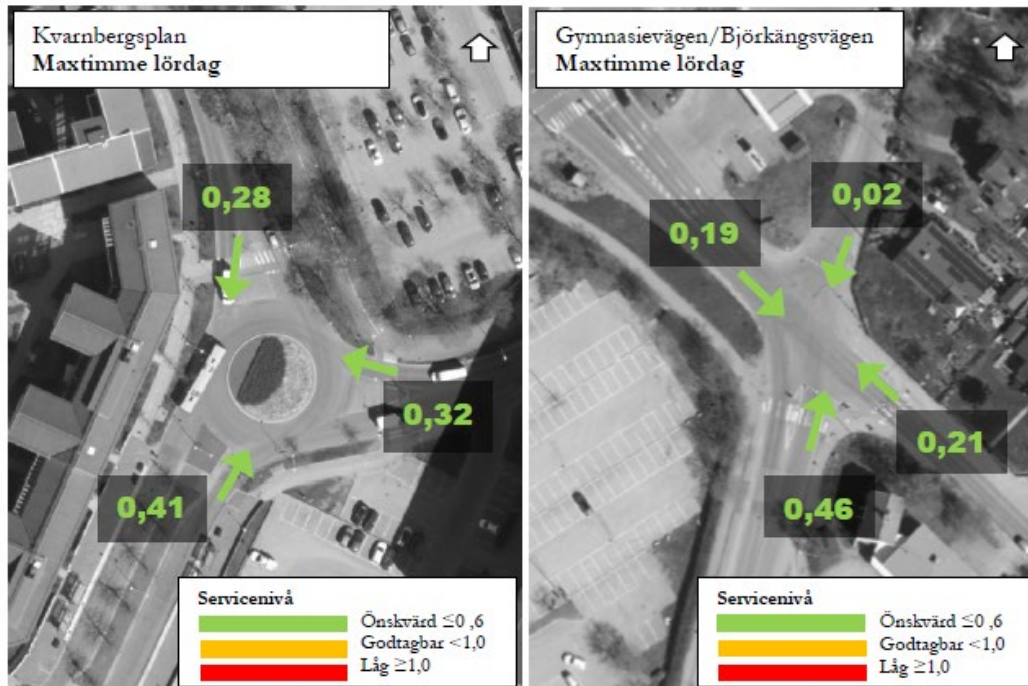 Kvarnbergsplan
Maxtimme lördag
0,28
0,32
0,41
Servicenivå
Önskvärd ≤0 ,6
Godtagbar <1,0
Låg ≥1,0
Gymnasievägen/Björkängsvägen
Maxtimme lördag
0,02
0,19
0,21
0,46
Servicenivå
Önskvärd ≤0 ,6
Godtagbar <1,0
Låg ≥1,0